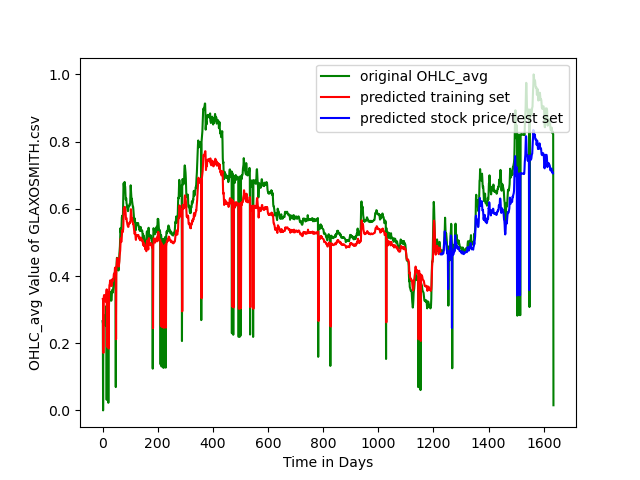 original OHLC_avg
predicted training set
predicted stock price/test set
OHLC_avg Value of GLAXOSMITH.csv
1.0
0.8
0.6
0.4
0.2
0.0
0 200 400 600 800 1000 1200 1400 1600
Time in Days